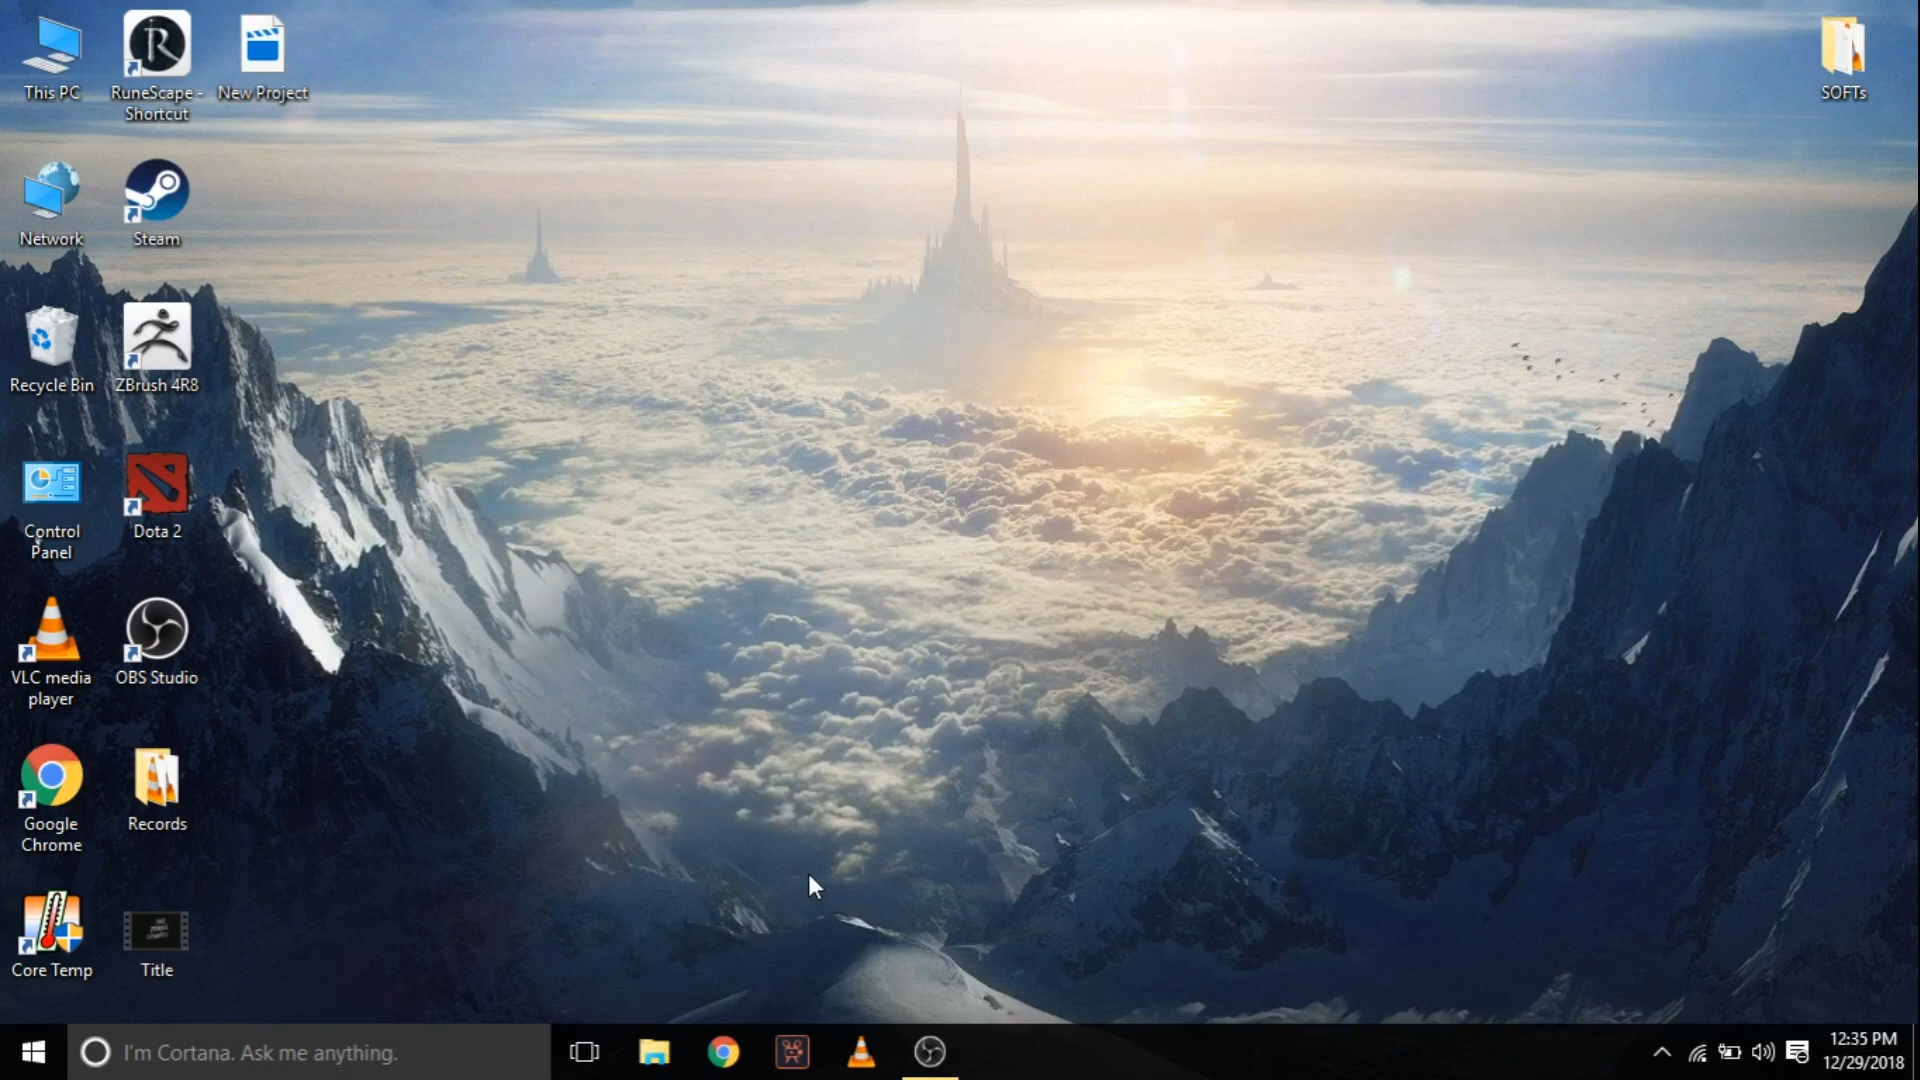 This PC
RuneScape -
Shortcut
New Project
SOFTs
Network
Steam
Recycle Bin
ZBrush 4R8
Control
Panel
Dota 2
VLC media
player
OBS Studio
Google
Chrome
Records
Core Temp
Title
I'm Cortana. Ask me anything.
12:35 PM
12/29/2018